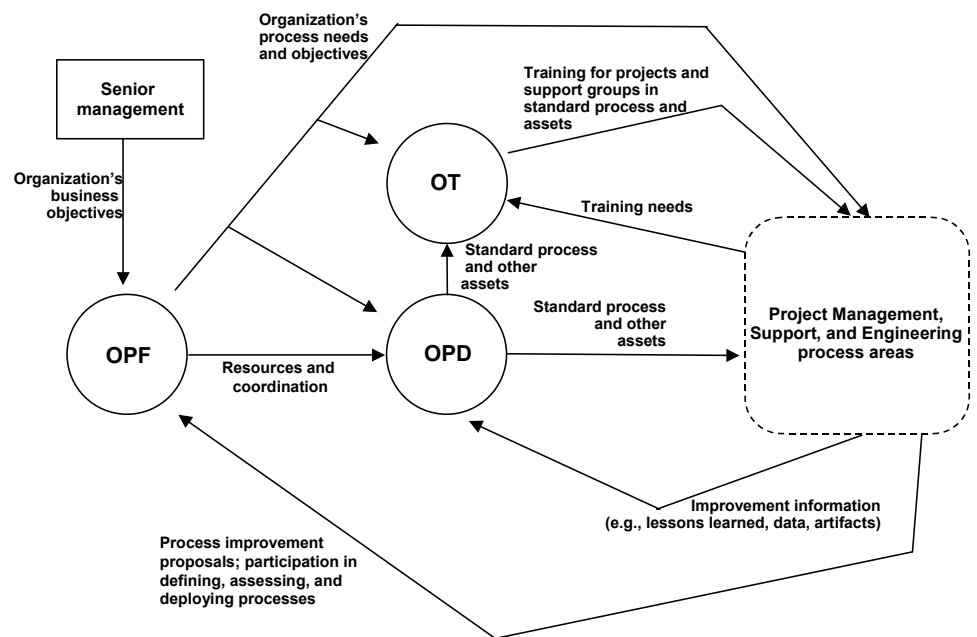 Organization’s
process needs
and objectives
Senior
management
Training for projects and
support groups in
standard process and
assets
Organization’s
business
objectives
OT
Training needs
Standard process
and other
assets
Standard process
and other
assets
Project Management,
Support, and Engineering
process areas
OPF
OPD
Resources and
coordination
Improvement information
(e.g., lessons learned, data, artifacts)
Process improvement
proposals; participation in
defining, assessing, and
deploying processes